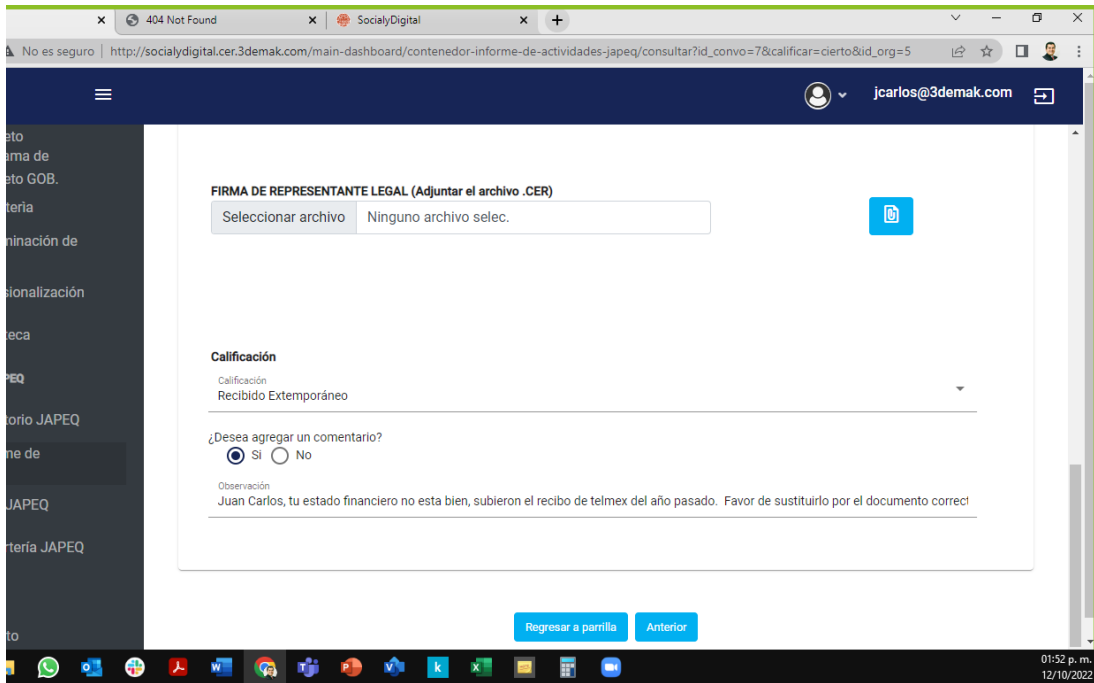 404 Not Found
SocialyDigital
No es seguro | http://socialydigital.cer.3demak.com/main-dashboard/contenedor-informe-de-actividades-japeq/consultar?id_convo=7&calificar=cierto&id_org=5
jcarlos@3demak.com
eto
ama de
eto GOB.
tería
ninación de
sionalización
teca
PEQ
torio JAPEQ
ne de
JAPEQ
rtería JAPEQ
to
FIRMA DE REPRESENTANTE LEGAL (Adjuntar el archivo .CER)
Seleccionar archivo Ninguno archivo selec.
Calificación
Calificación
Recibido Extemporáneo
¿Desea agregar un comentario?
Si No
Observación
Juan Carlos, tu estado financiero no esta bien, subieron el recibo de telmex del año pasado. Favor de sustituirlo por el documento correct
Regresar a parrilla Anterior
01:52 p. m.
12/10/2022